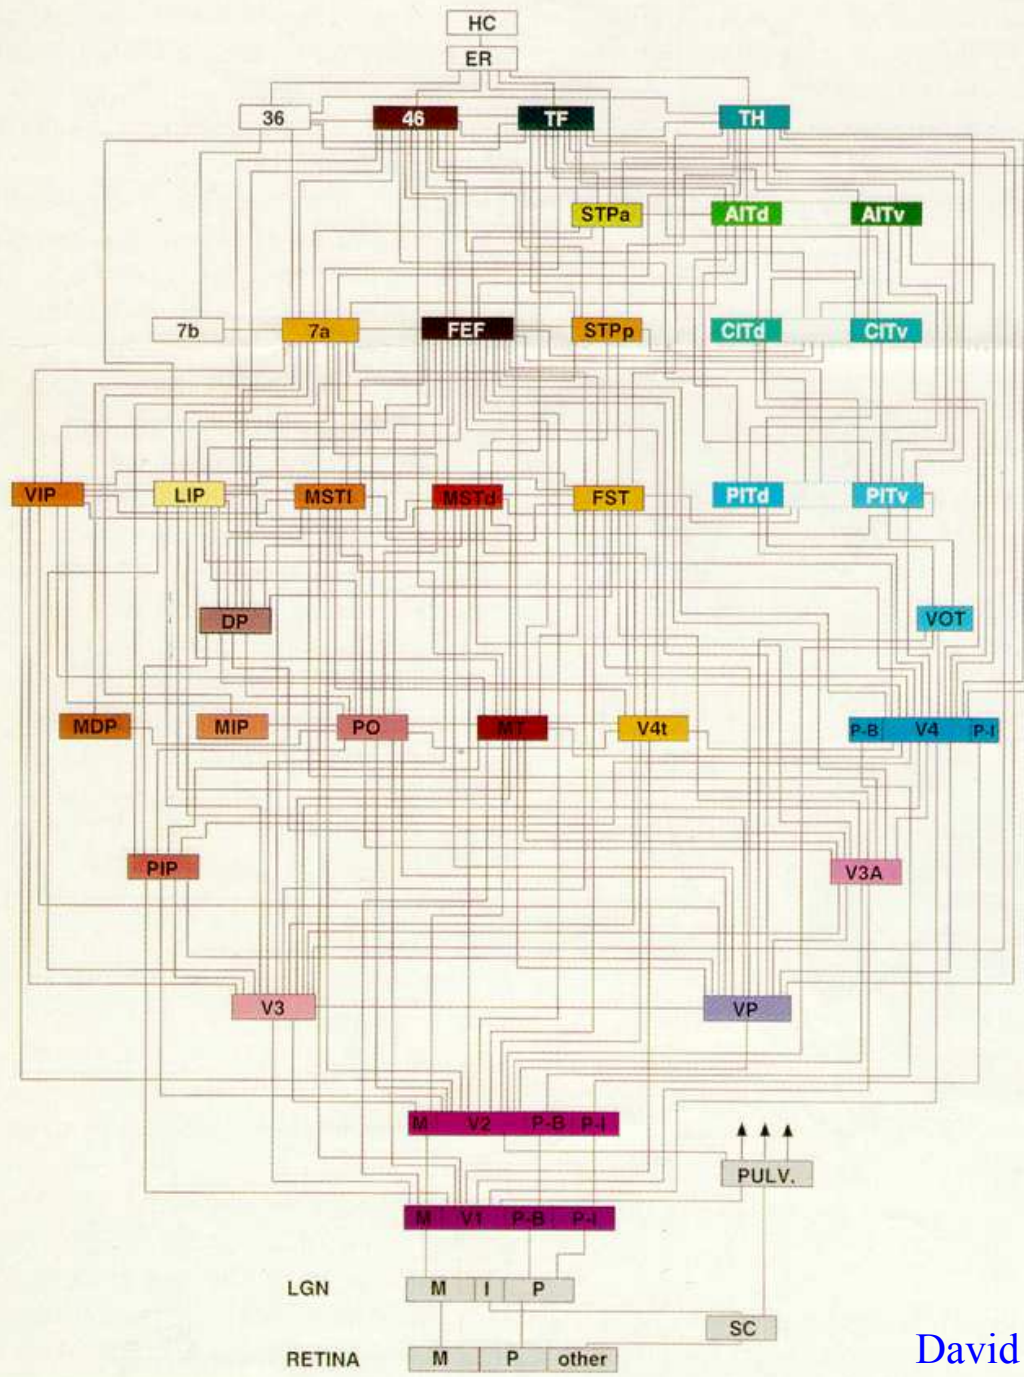 HC
ER
36 46 TF TH
STPa AITd AITv
7b 7a FEF STPp CITd CITv
VIP LIP MSTl MSTd FST PITd PITv
DP VOT
MDP MIP PO MT V4t P-B V4 P-I
PIP V3A
V3 VP
M V2 P-B P-I
PULV.
M V1 P-B P-I
LGN M I P
SC
RETINA M P other
David